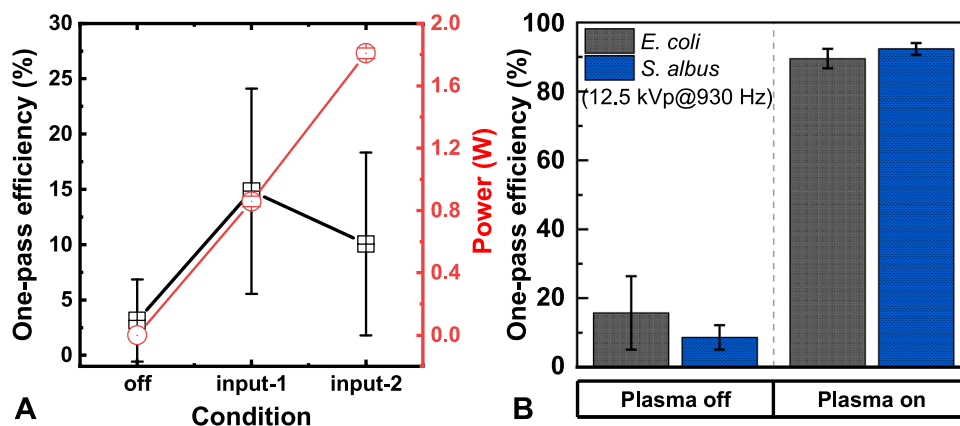 30
25
20
15
10
5
0
One-pass efficiency (%)
2.0
1.6
1.2
0.8
0.4
0.0
Power (W)
off
input-1
input-2
Condition
A
100
80
60
40
20
0
One-pass efficiency (%)
E. coli
S. albus
(12.5 kVp@930 Hz)
Plasma off
Plasma on
B